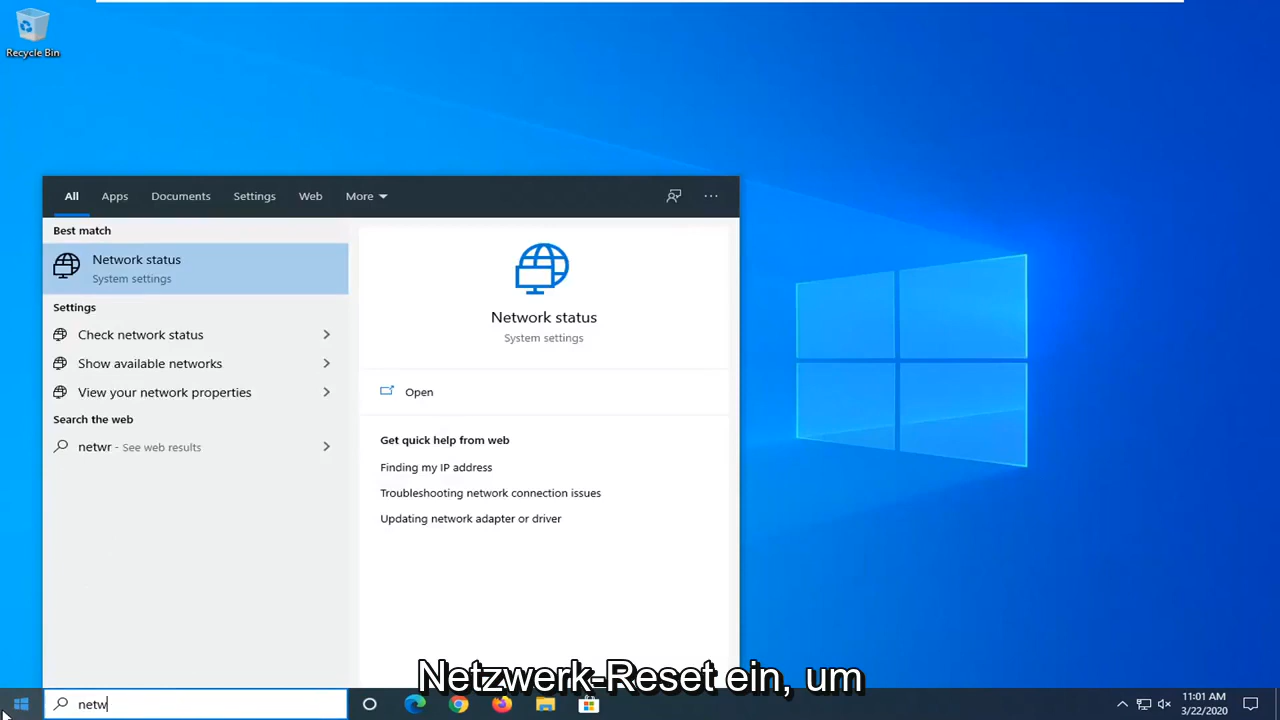 Recycle Bin
All Apps Documents Settings Web More
Best match
Network status
System settings
Settings
Check network status
Show available networks
View your network properties
Search the web
netwr - See web results
Network status
System settings
Open
Get quick help from web
Finding my IP address
Troubleshooting network connection issues
Updating network adapter or driver
Netzwerk-Reset ein, um
netw
11:01 AM
3/22/2020